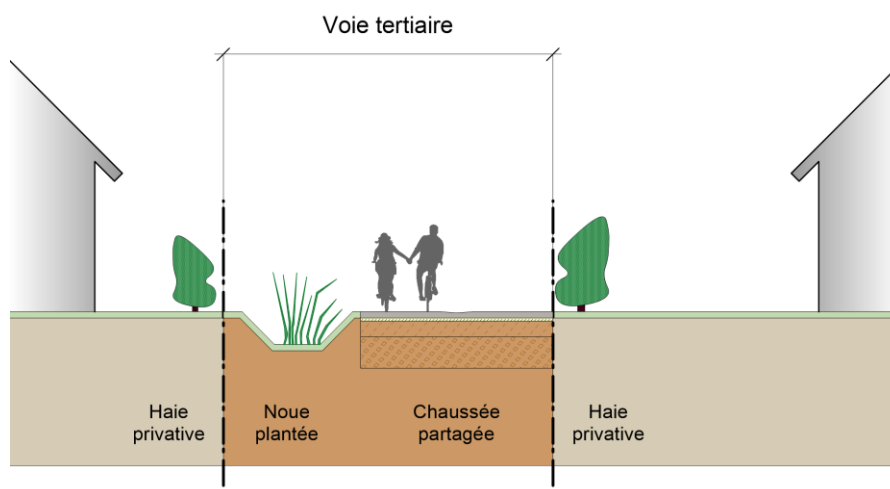 Voie tertiaire
Haie
privative
Noue
plantée
Chaussée
partagée
Haie
privative